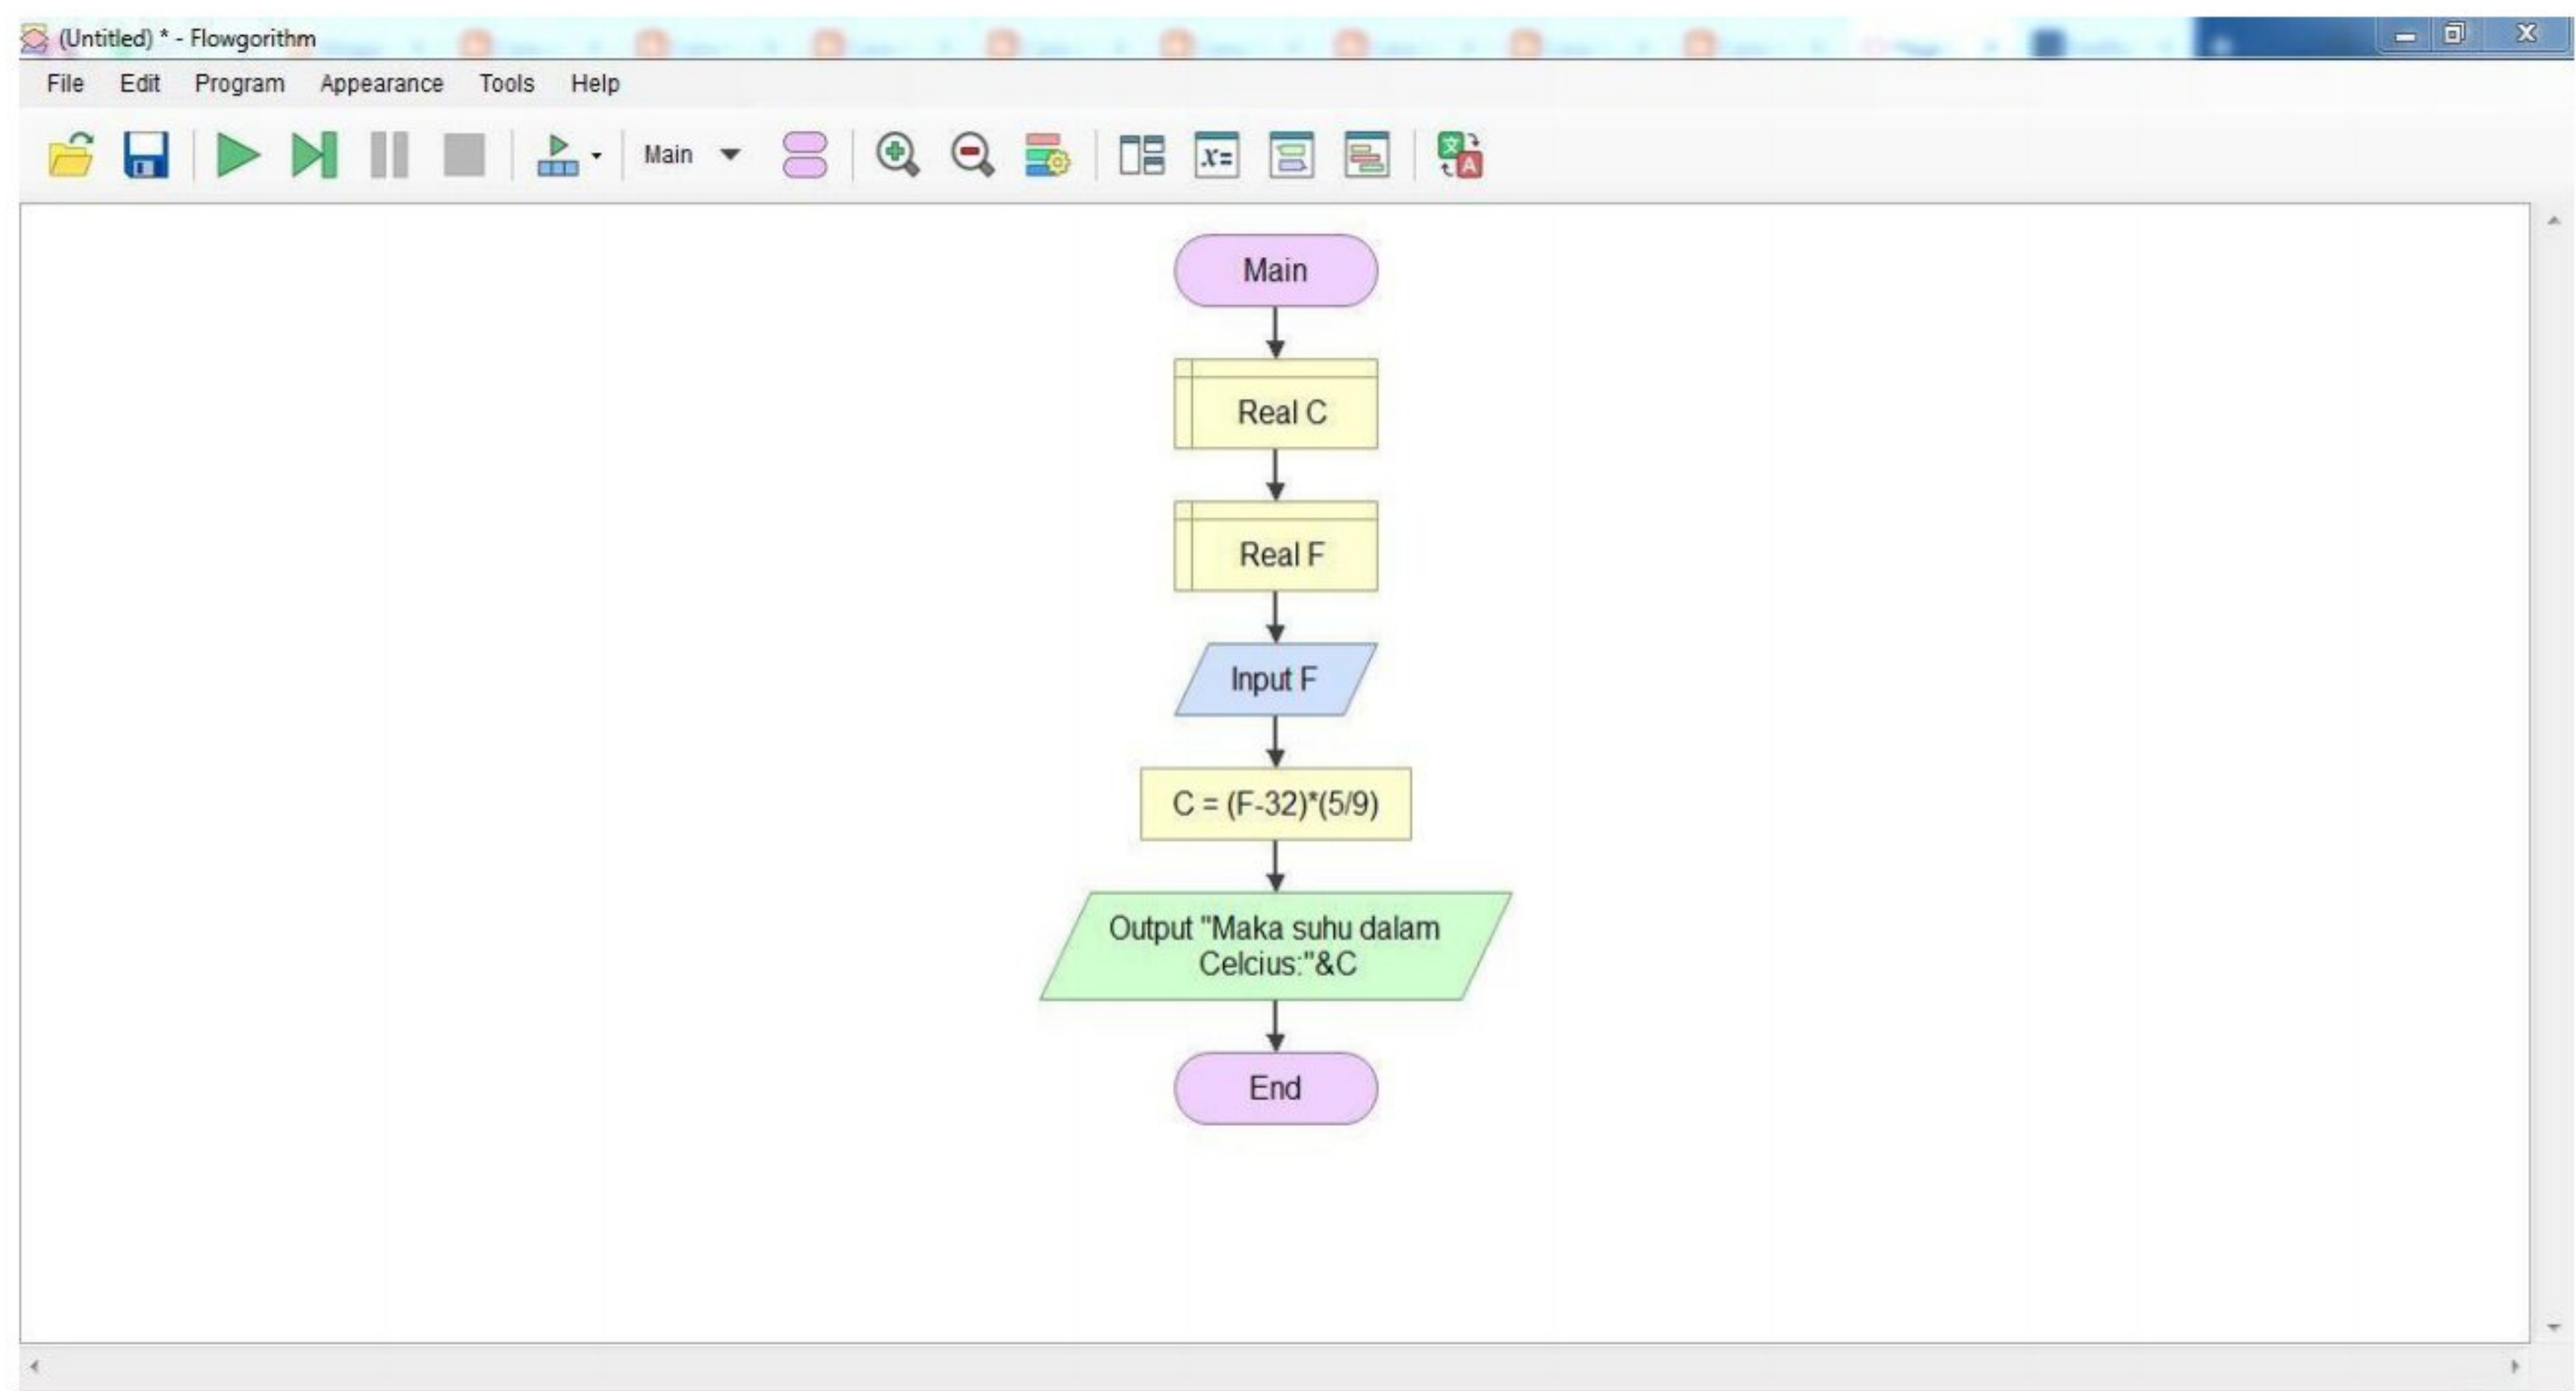 (Untitled) * - Flowgorithm
File Edit Program Appearance Tools Help
Main
x=
文
A
Main
Real C
Real F
Input F
C = (F-32)*(5/9)
Output "Maka suhu dalam
Celcius:"&C
End